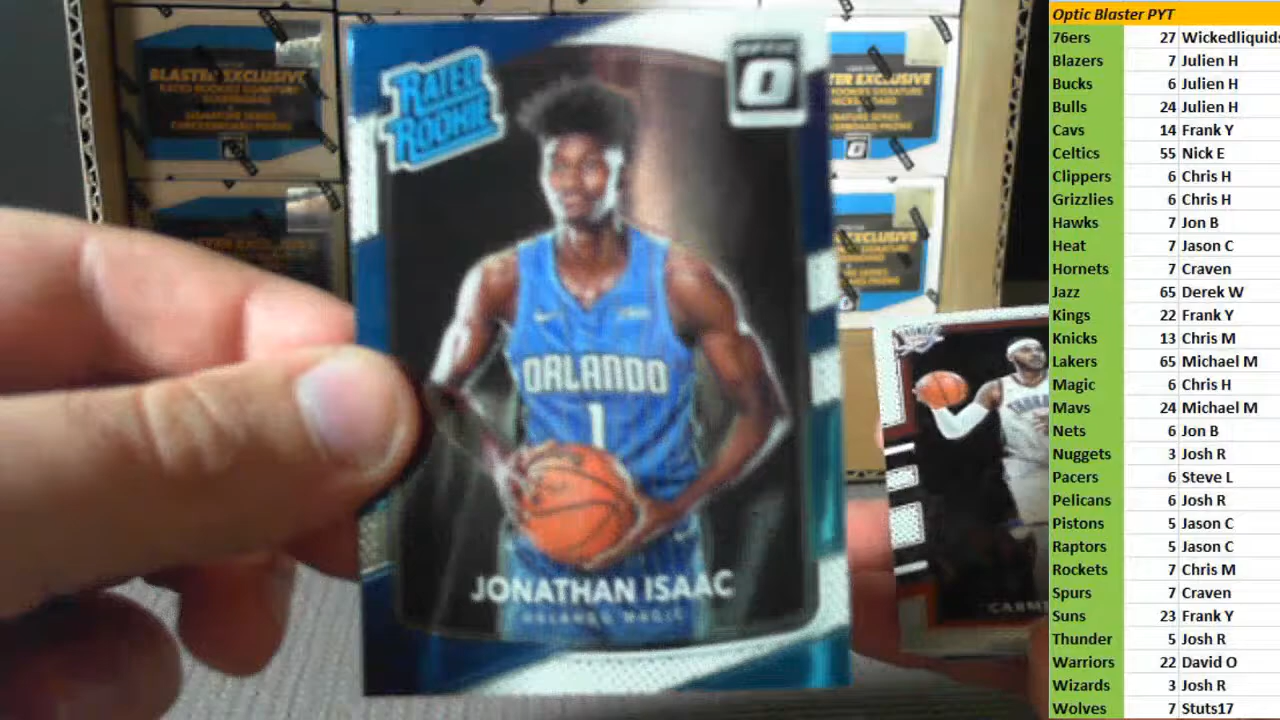 RATED
ROOKIE
OPTIC
ORLANDO
1
JONATHAN ISAAC
ORLANDO MAGIC
BLASTER EXCLUSIVE
THUNDER
Optic Blaster PYT
76ers 27 Wickedliquids
Blazers 7 Julien H
Bucks 6 Julien H
Bulls 24 Julien H
Cavs 14 Frank Y
Celtics 55 Nick E
Clippers 6 Chris H
Grizzlies 6 Chris H
Hawks 7 Jon B
Heat 7 Jason C
Hornets 7 Craven
Jazz 65 Derek W
Kings 22 Frank Y
Knicks 13 Chris M
Lakers 65 Michael M
Magic 6 Chris H
Mavs 24 Michael M
Nets 6 Jon B
Nuggets 3 Josh R
Pacers 6 Steve L
Pelicans 6 Josh R
Pistons 5 Jason C
Raptors 5 Jason C
Rockets 7 Chris M
Spurs 7 Craven
Suns 23 Frank Y
Thunder 5 Josh R
Warriors 22 David O
Wizards 3 Josh R
Wolves 7 Stuts17